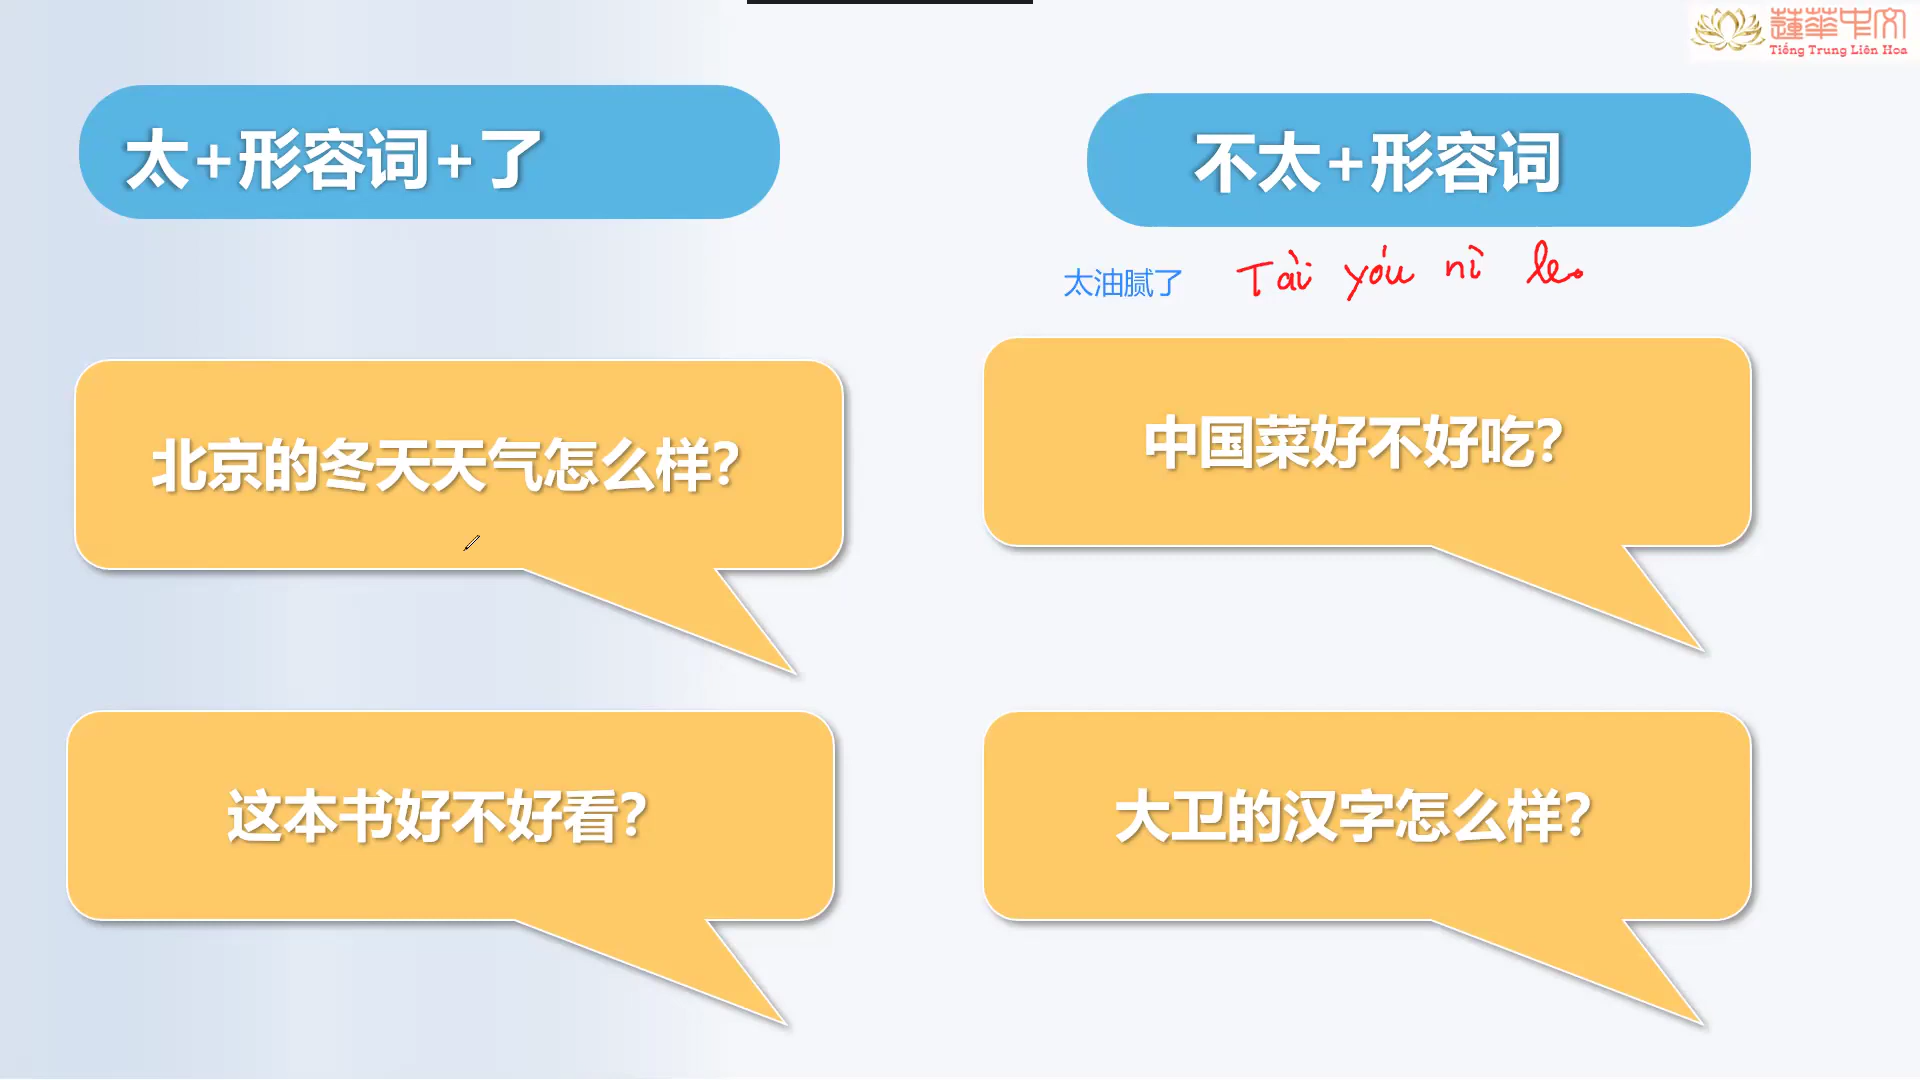 蓮華中文
Tiếng Trung Liên Hoa
太+形容词+了
不太+形容词
太油腻了
Tài yóu nì le
北京的冬天天气怎么样?
中国菜好不好吃?
这本书好不好看?
大卫的汉字怎么样?